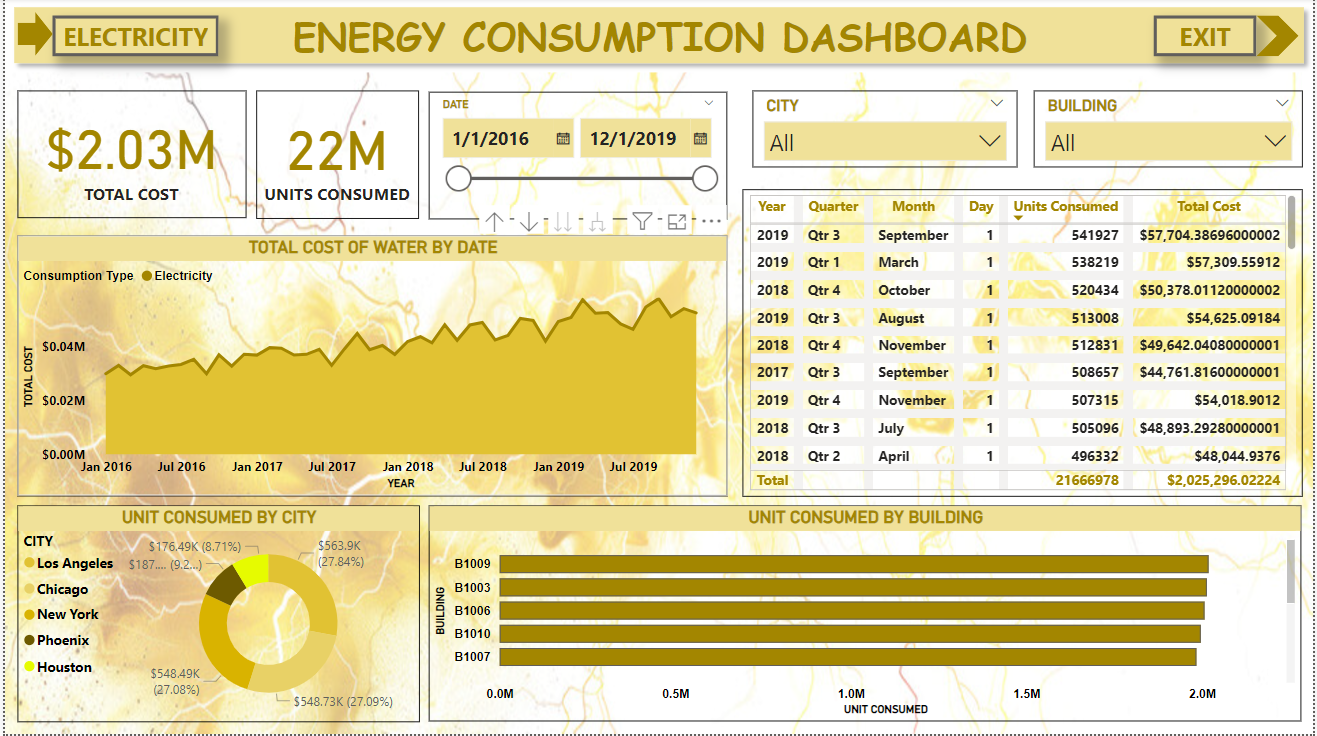 ELECTRICITY
ENERGY CONSUMPTION DASHBOARD
EXIT
$2.03M
TOTAL COST
22M
UNITS CONSUMED
DATE
1/1/2016
12/1/2019
CITY
All
BUILDING
All
TOTAL COST OF WATER BY DATE
Consumption Type Electricity
TOTAL COST
$0.04M
$0.02M
$0.00M
Jan 2016 Jul 2016 Jan 2017 Jul 2017 Jan 2018 Jul 2018 Jan 2019 Jul 2019
YEAR
Year Quarter Month Day Units Consumed Total Cost
2019 Qtr 3 September 1 541927 $57,704.38696000002
2019 Qtr 1 March 1 538219 $57,309.55912
2018 Qtr 4 October 1 520434 $50,378.01120000002
2019 Qtr 3 August 1 513008 $54,625.09184
2018 Qtr 4 November 1 512831 $49,642.04080000001
2017 Qtr 3 September 1 508657 $44,761.81600000001
2019 Qtr 4 November 1 507315 $54,018.9012
2018 Qtr 3 July 1 505096 $48,893.29280000001
2018 Qtr 2 April 1 496332 $48,044.9376
Total 21666978 $2,025,296.02224
UNIT CONSUMED BY CITY
CITY
Los Angeles
Chicago
New York
Phoenix
Houston
$176.49K (8.71%)
$187.... (9.2...)
$563.9K
(27.84%)
$548.49K
(27.08%)
$548.73K (27.09%)
UNIT CONSUMED BY BUILDING
BUILDING
B1009
B1003
B1006
B1010
B1007
0.0M 0.5M 1.0M 1.5M 2.0M
UNIT CONSUMED